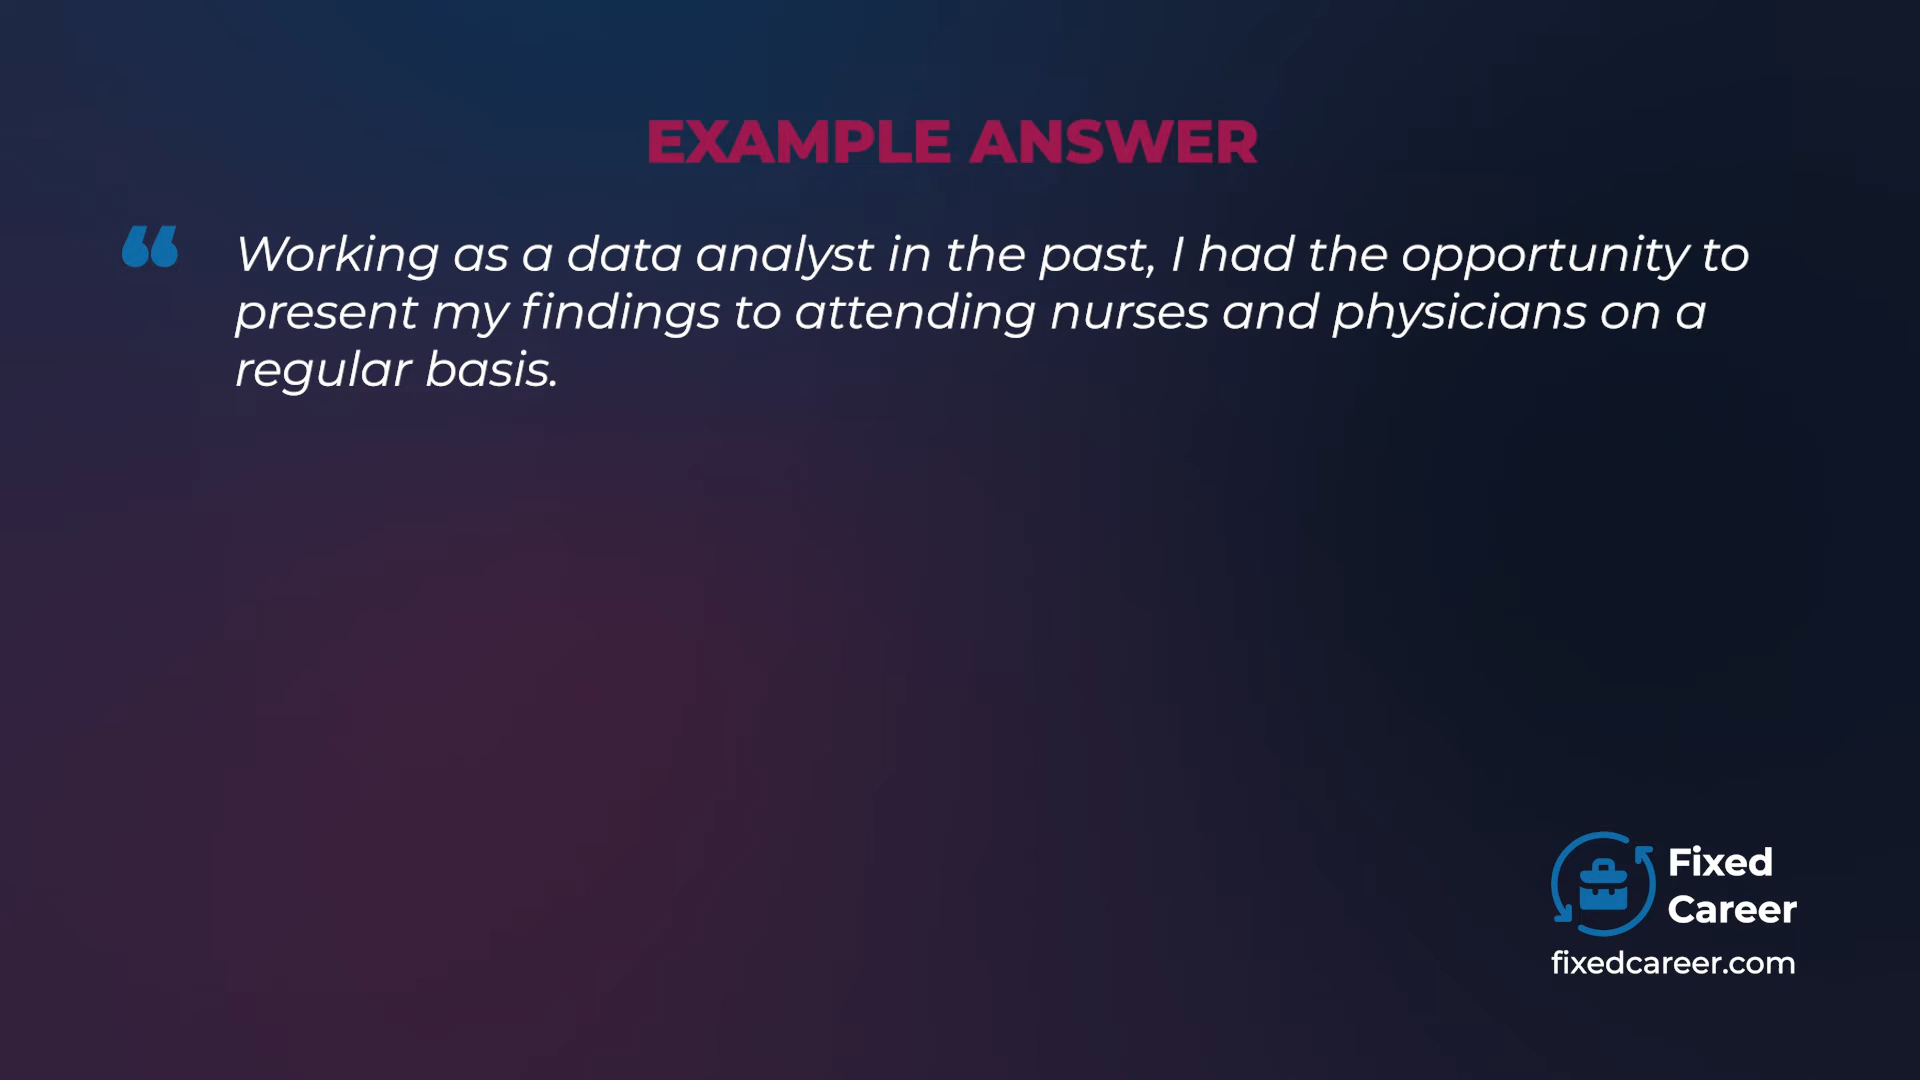 EXAMPLE ANSWER
“ Working as a data analyst in the past, I had the opportunity to
present my findings to attending nurses and physicians on a
regular basis.
Fixed
Career
fixedcareer.com